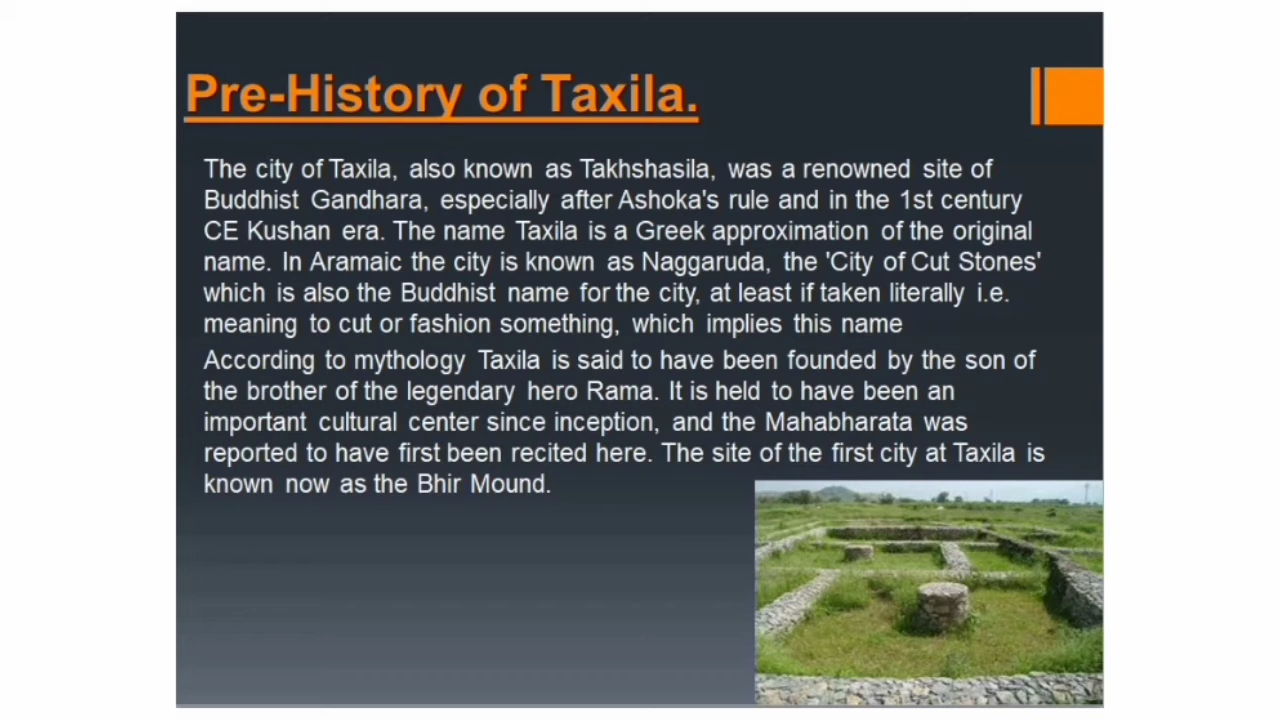 Pre-History of Taxila.
The city of Taxila, also known as Takhshasila, was a renowned site of
Buddhist Gandhara, especially after Ashoka's rule and in the 1st century
CE Kushan era. The name Taxila is a Greek approximation of the original
name. In Aramaic the city is known as Naggaruda, the 'City of Cut Stones'
which is also the Buddhist name for the city, at least if taken literally i.e.
meaning to cut or fashion something, which implies this name
According to mythology Taxila is said to have been founded by the son of
the brother of the legendary hero Rama. It is held to have been an
important cultural center since inception, and the Mahabharata was
reported to have first been recited here. The site of the first city at Taxila is
known now as the Bhir Mound.